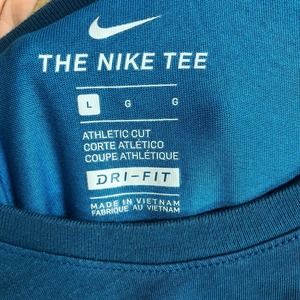 THE NIKE TEE
L G G
ATHLETIC CUT
CORTE ATLÉTICO
COUPE ATHLÉTIQUE
DRI-FIT
MADE IN VIETNAM
FABRIQUÉ AU VIETNAM